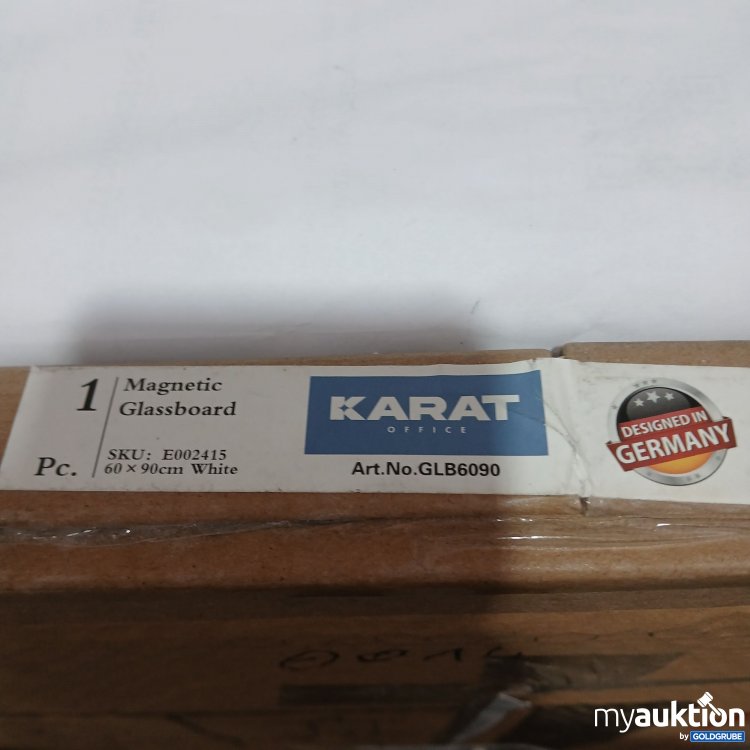 1
Pc.
Magnetic
Glassboard
SKU: E002415
60×90cm White
KARAT
OFFICE
Art.No.GLB6090
DESIGNED IN
GERMANY
myauktion
by GOLDGRUBE